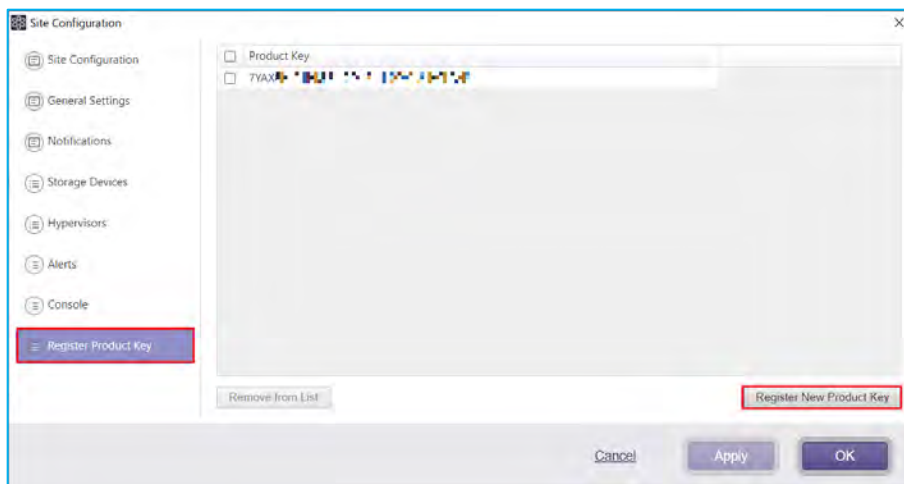 Site Configuration
Site Configuration
General Settings
Notifications
Storage Devices
Hypervisors
Alerts
Console
Register Product Key
Product Key
7YAX
Remove from List
Register New Product Key
Cancel
Apply
OK